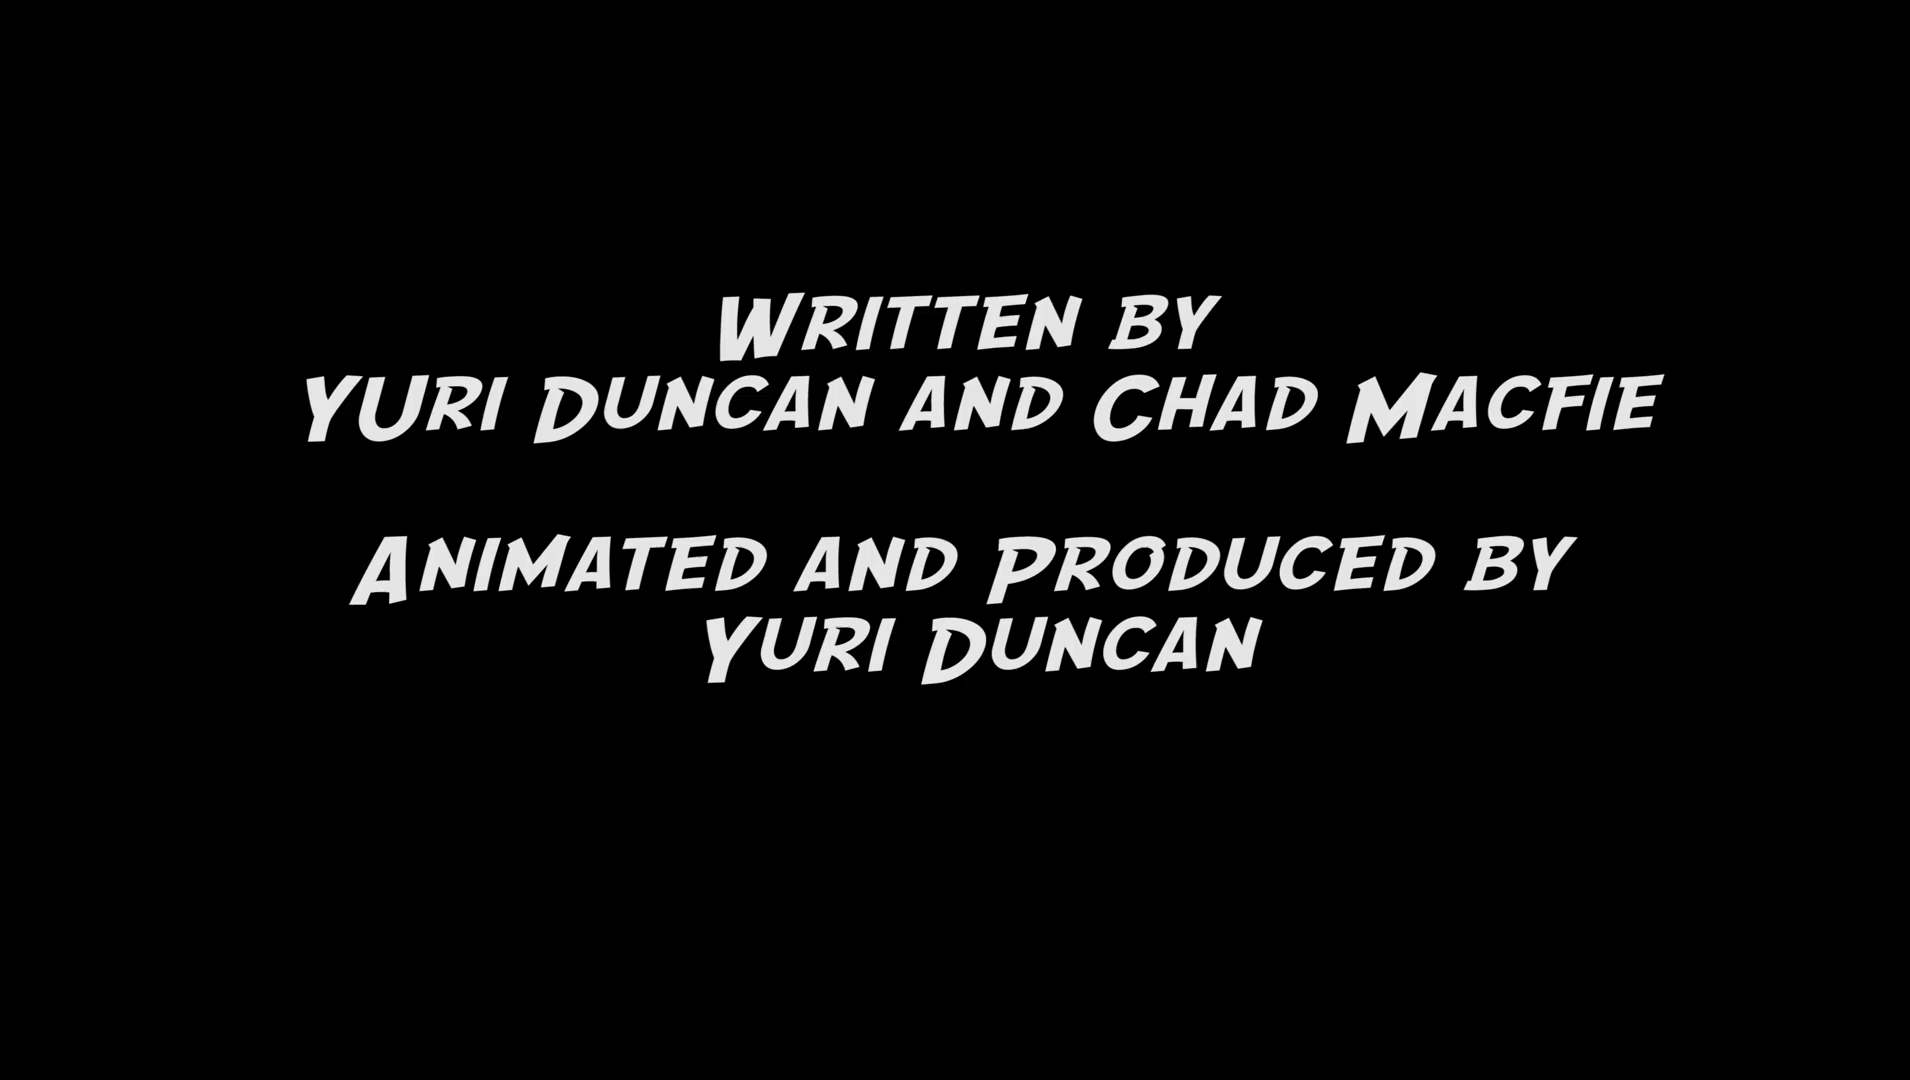 Written by
YUri Duncan and Chad Macfie
Animated and Produced by
Yuri Duncan